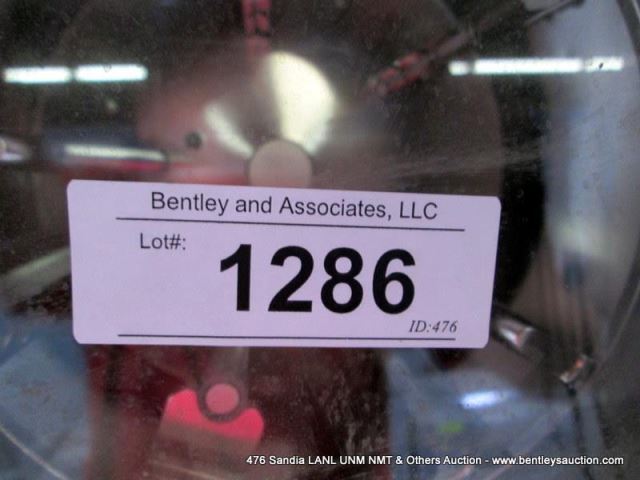 Bentley and Associates, LLC
Lot#:
1286
ID:476
476 Sandia LANL UNM NMT & Others Auction - www.bentleysauction.com